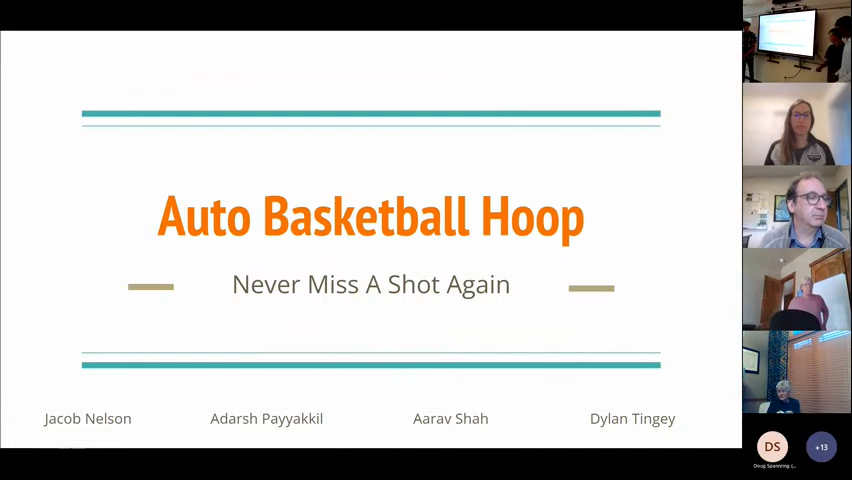 Auto Basketball Hoop
Never Miss A Shot Again
Jacob Nelson
Adarsh Payyakkil
Aarav Shah
Dylan Tingey
DS
+13